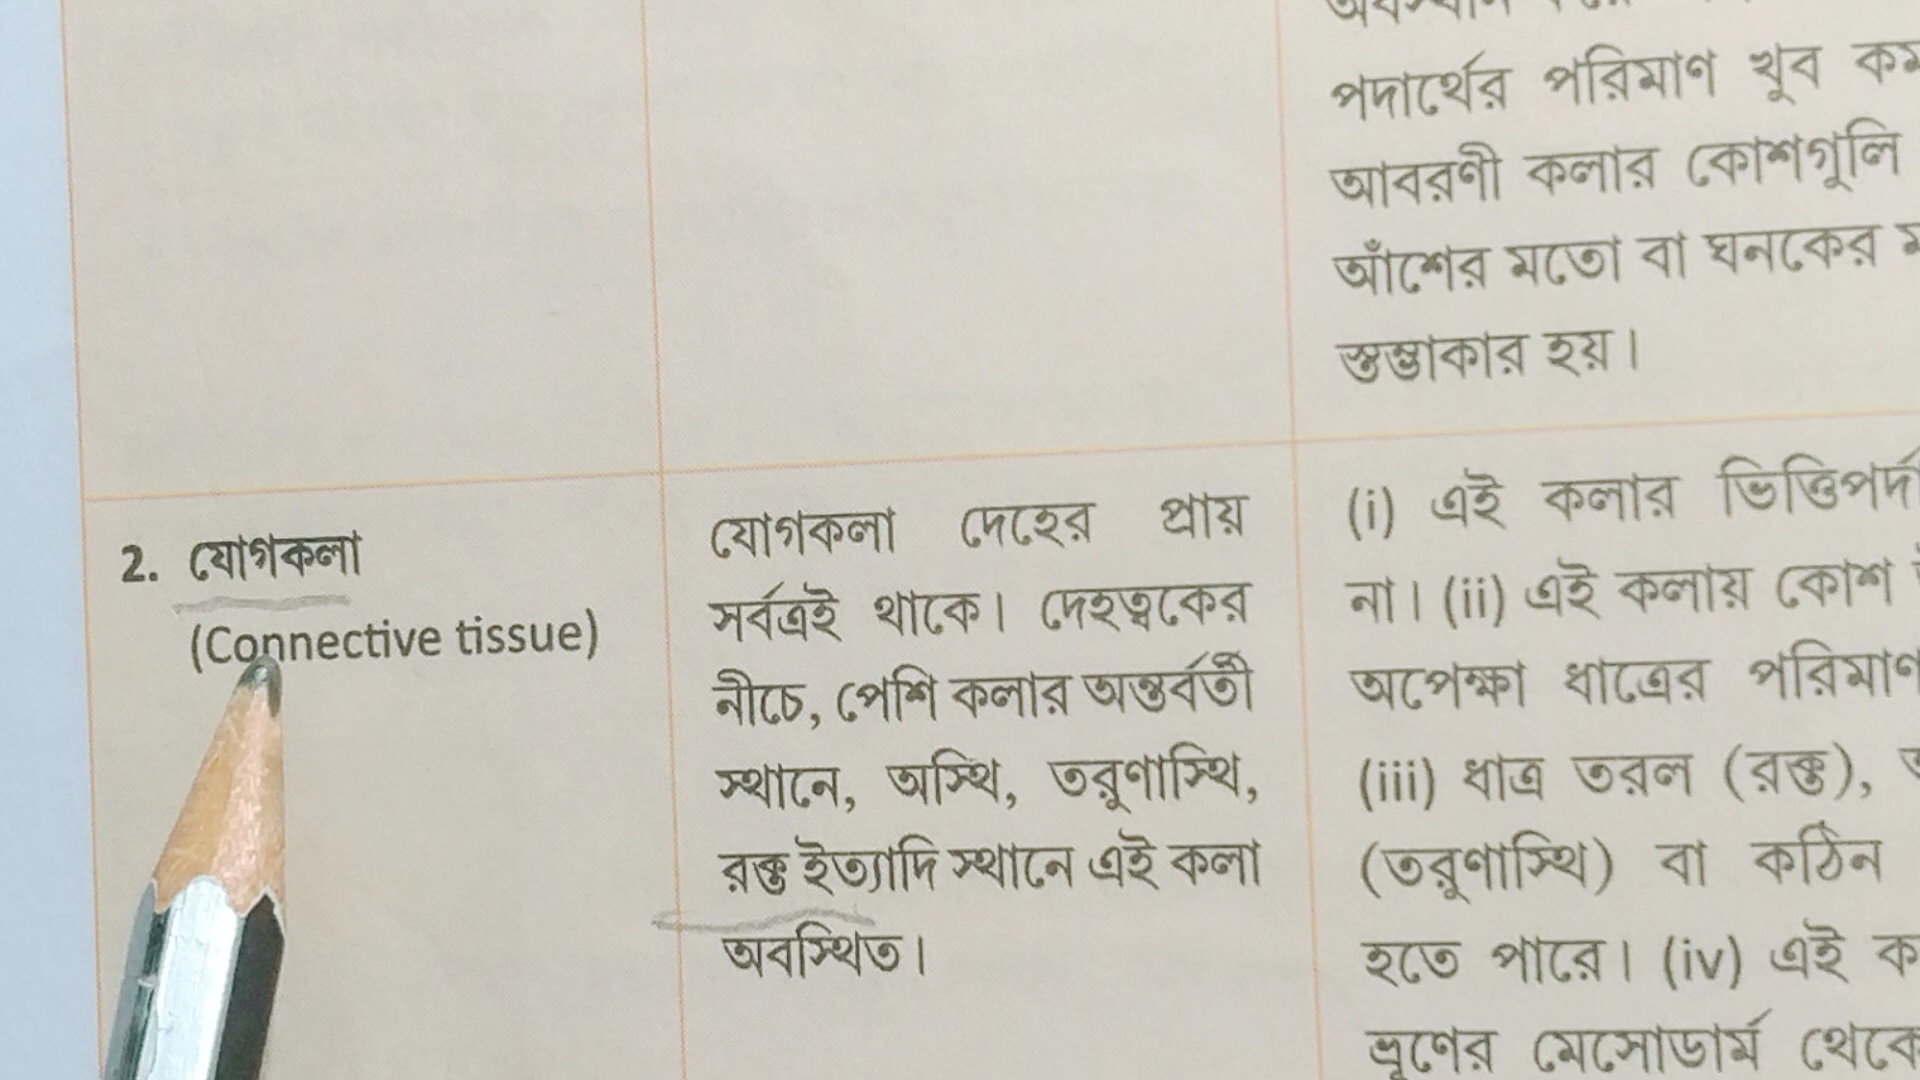 পদার্থের পরিমাণ খুব কম
আবরণী কলার কোশগুলি
আঁশের মতো বা ঘনকের
স্তম্ভাকার হয়।
2. যোগকলা
(Connective tissue)
যোগকলা দেহের প্রায়
সর্বত্রই থাকে। দেহত্বকের
নীচে, পেশি কলার অন্তর্বর্তী
স্থানে, অস্থি, তরুণাস্থি,
রক্ত ইত্যাদি স্থানে এই কলা
অবস্থিত।
(i) এই কলার
না। (ii) এই কলায় কোশ
অপেক্ষা ধাত্রের পরিমাণ
(iii) ধাত্র তরল (রক্ত),
(তরুণাস্থি) বা কঠিন
হতে পারে। (iv) এই
ভ্রূণের মেসোডার্ম থেকে